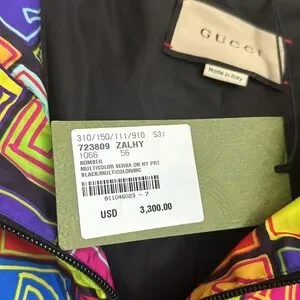 GUCCI
Made in Italy
310/150/111/910 S31
723809 ZALHY
1066 56
BOMBER
MULTICOLOR VERBA ON NY PRT
BLACK/MULTICOLOR/MC
811046023 - 7
USD 3,300.00